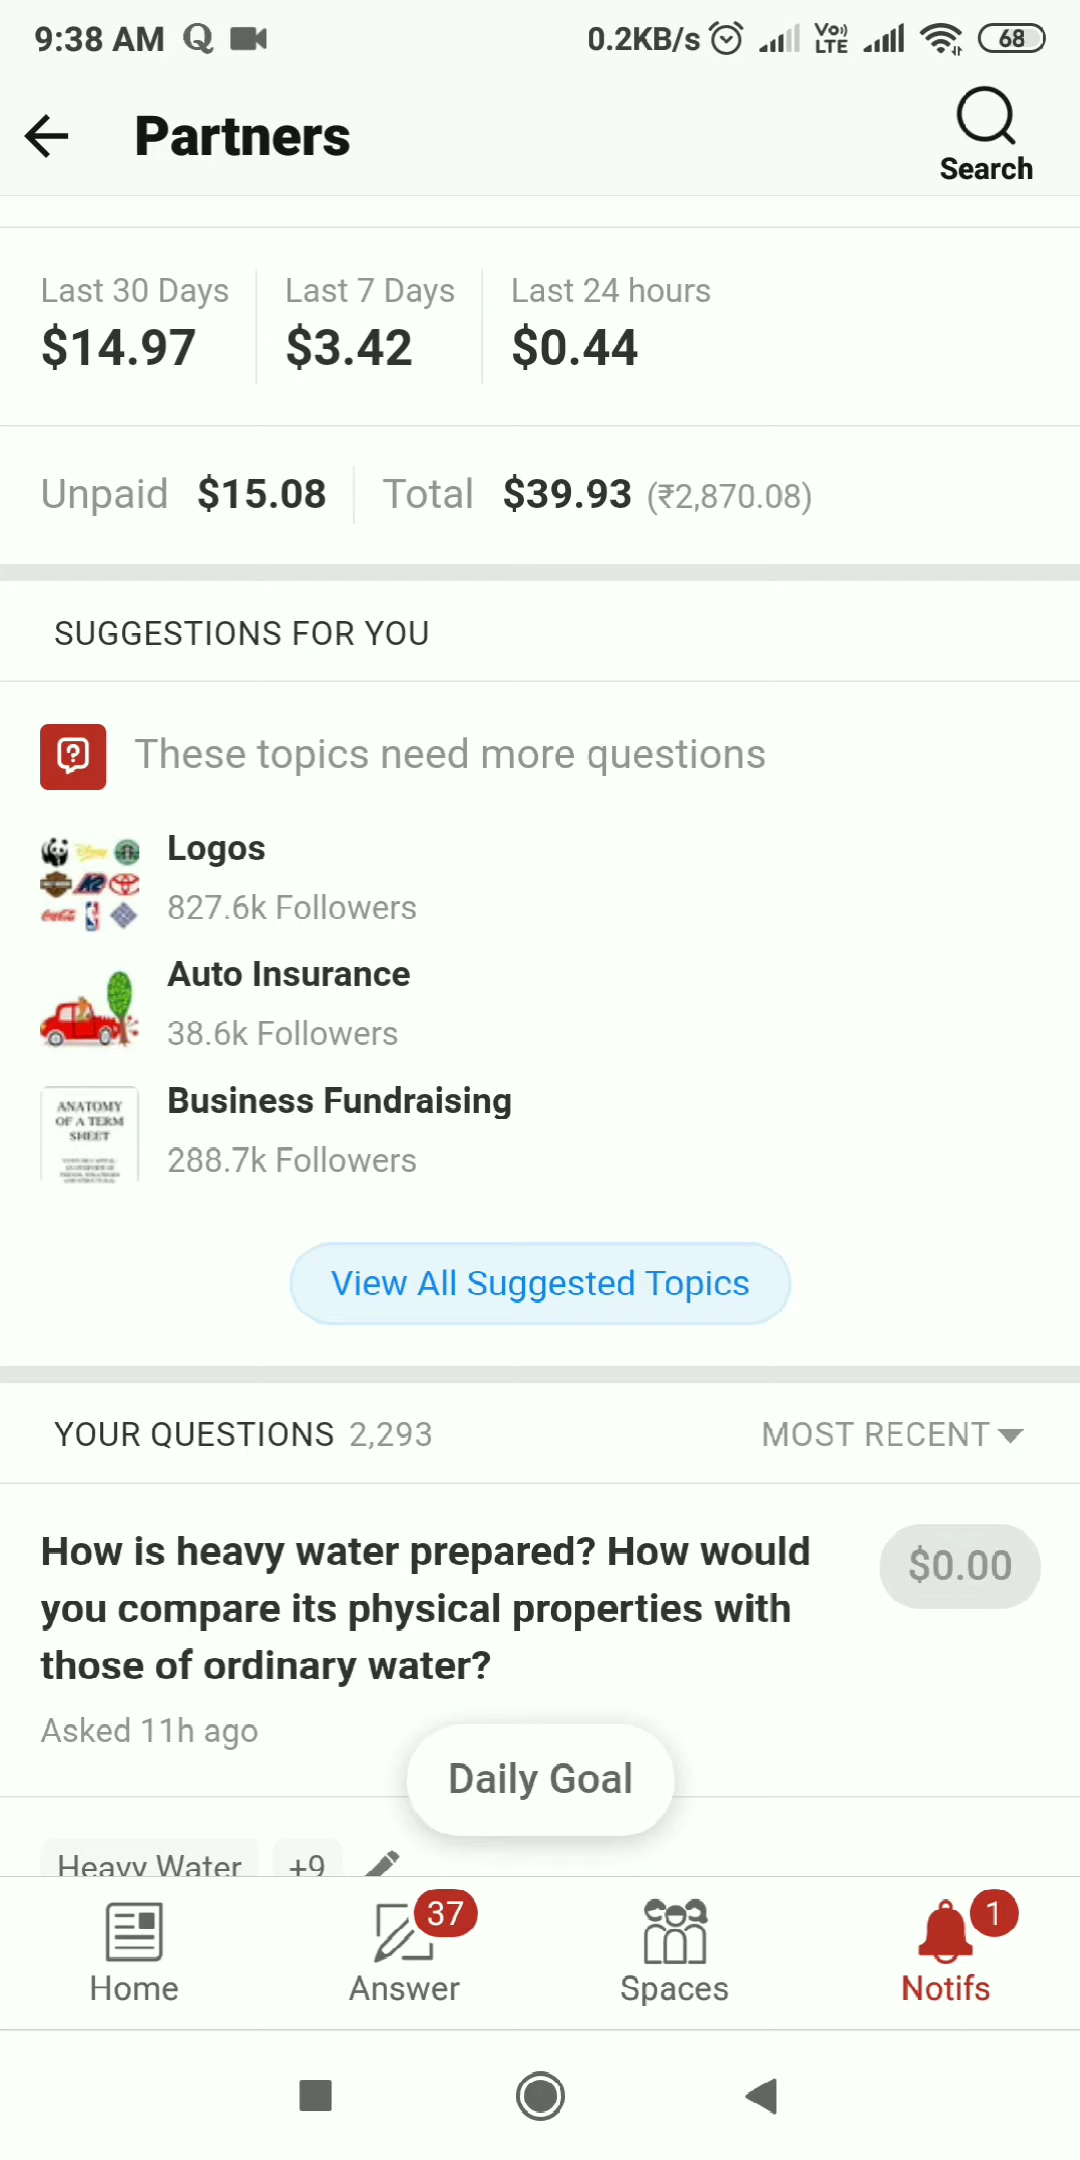 9:38 AM Q 0.2KB/s Vo)) LTE 68
Partners
Search
Last 30 Days Last 7 Days Last 24 hours
$14.97 $3.42 $0.44
Unpaid $15.08 Total $39.93 (₹2,870.08)
SUGGESTIONS FOR YOU
These topics need more questions
Logos
827.6k Followers
Auto Insurance
38.6k Followers
Business Fundraising
288.7k Followers
ANATOMY
OF A TERM
SHEET
View All Suggested Topics
YOUR QUESTIONS 2,293 MOST RECENT
How is heavy water prepared? How would
you compare its physical properties with
those of ordinary water?
$0.00
Asked 11h ago
Daily Goal
Heavy Water +9
37 1
Home Answer Spaces Notifs